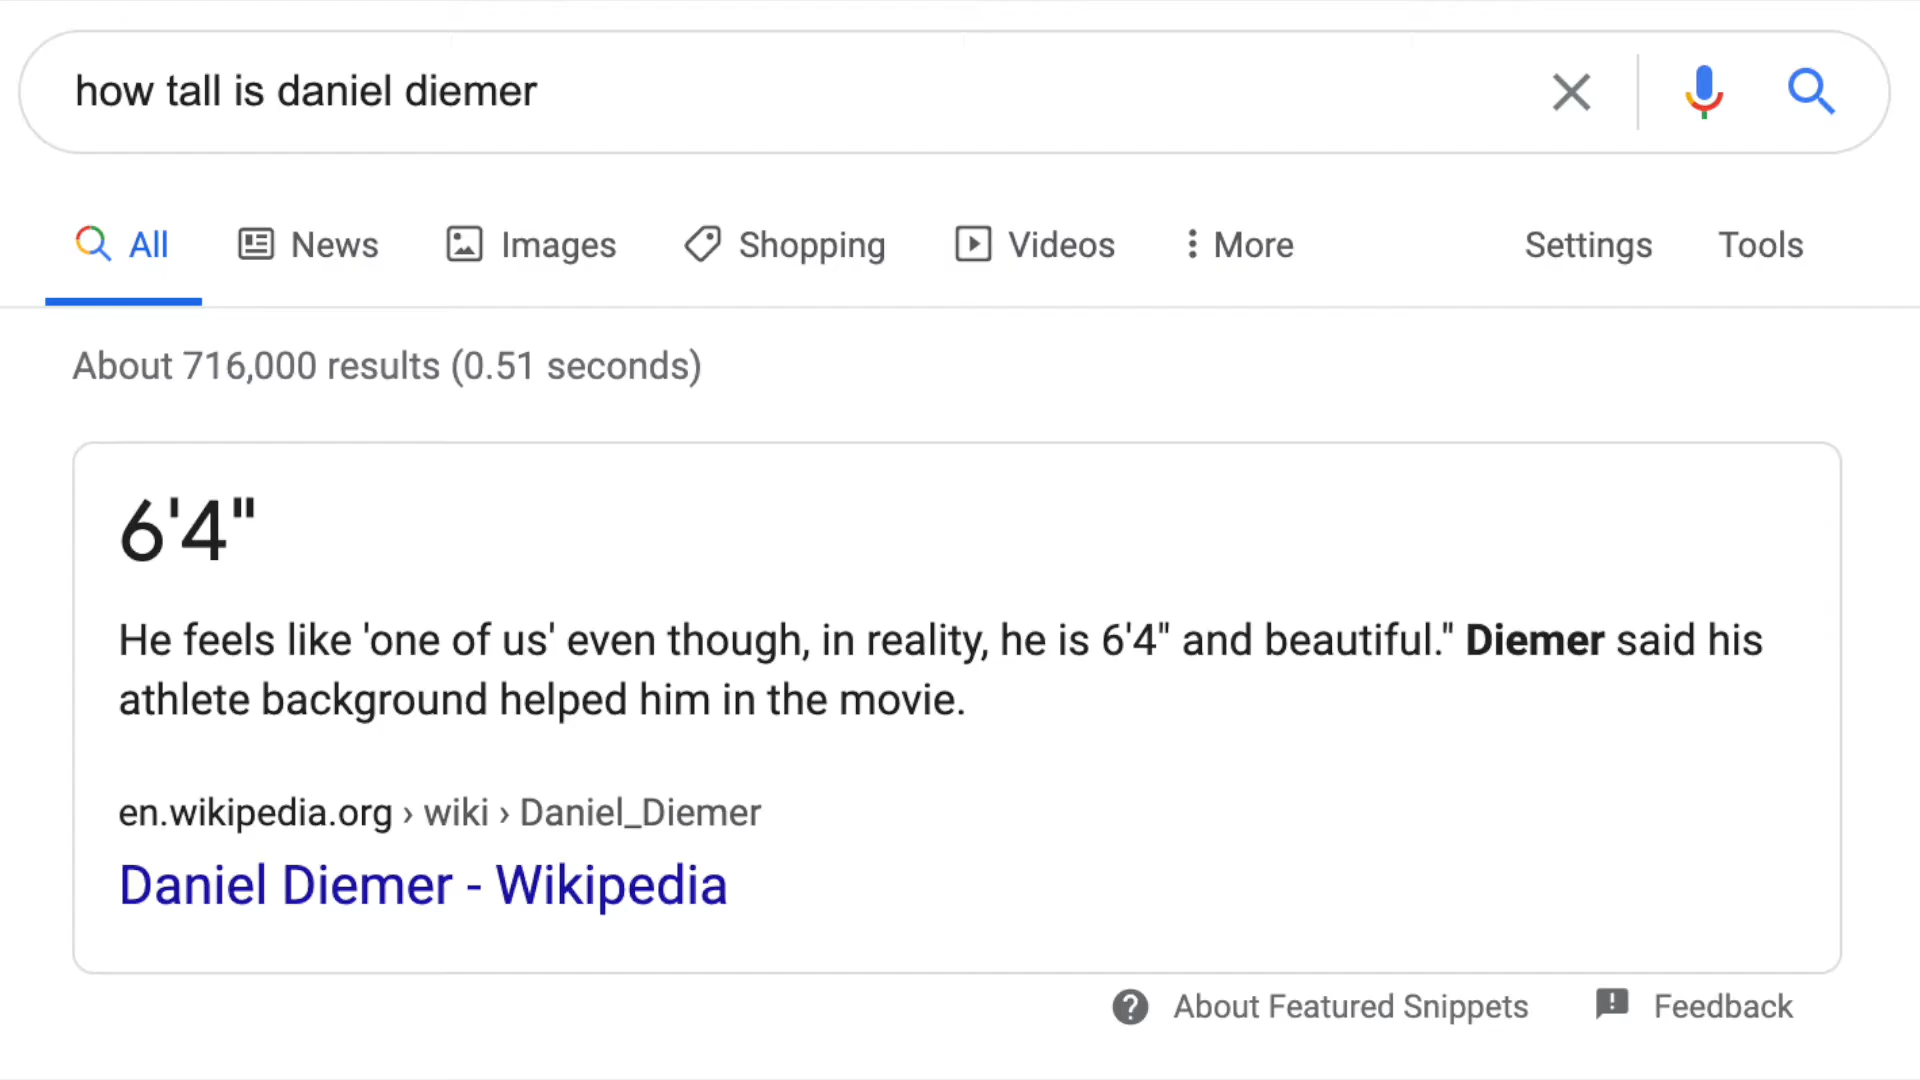 how tall is daniel diemer
All News Images Shopping Videos More Settings Tools
About 716,000 results (0.51 seconds)
6'4"
He feels like 'one of us' even though, in reality, he is 6'4" and beautiful." Diemer said his
athlete background helped him in the movie.
en.wikipedia.org › wiki › Daniel_Diemer
Daniel Diemer - Wikipedia
About Featured Snippets Feedback